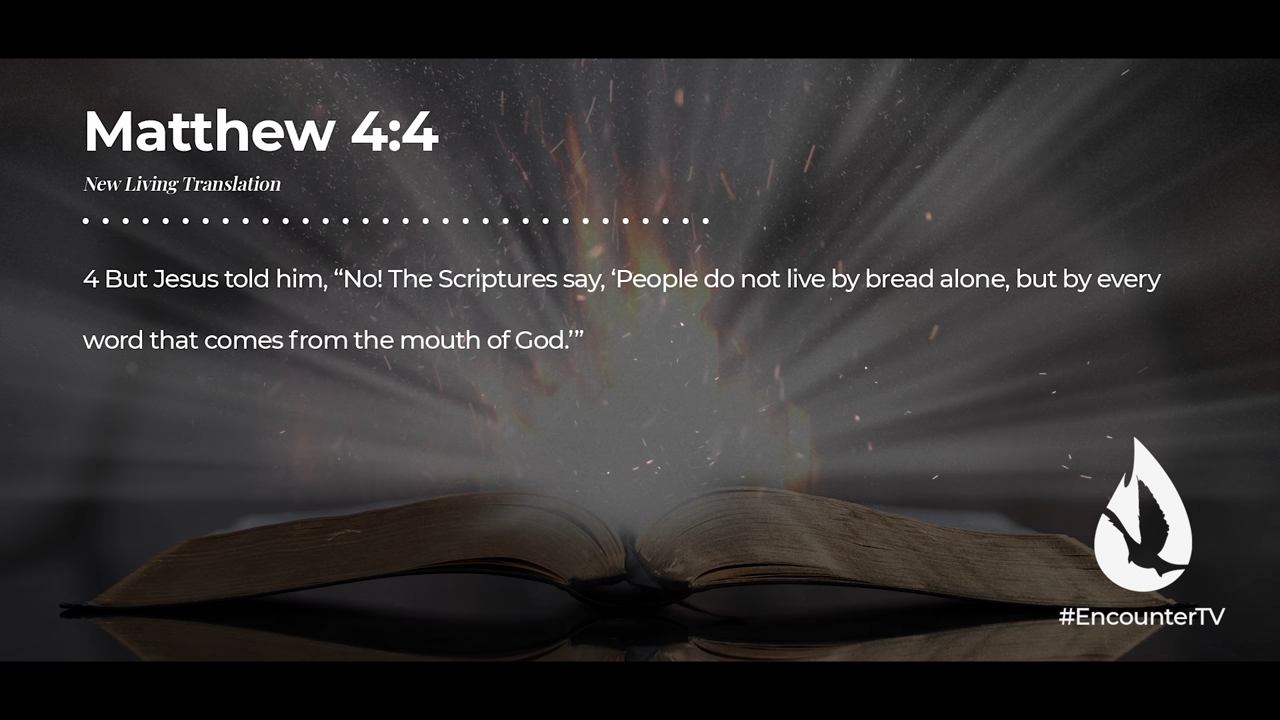 Matthew 4:4
New Living Translation
4 But Jesus told him, “No! The Scriptures say, ‘People do not live by bread alone, but by every
word that comes from the mouth of God.’”
#EncounterTV